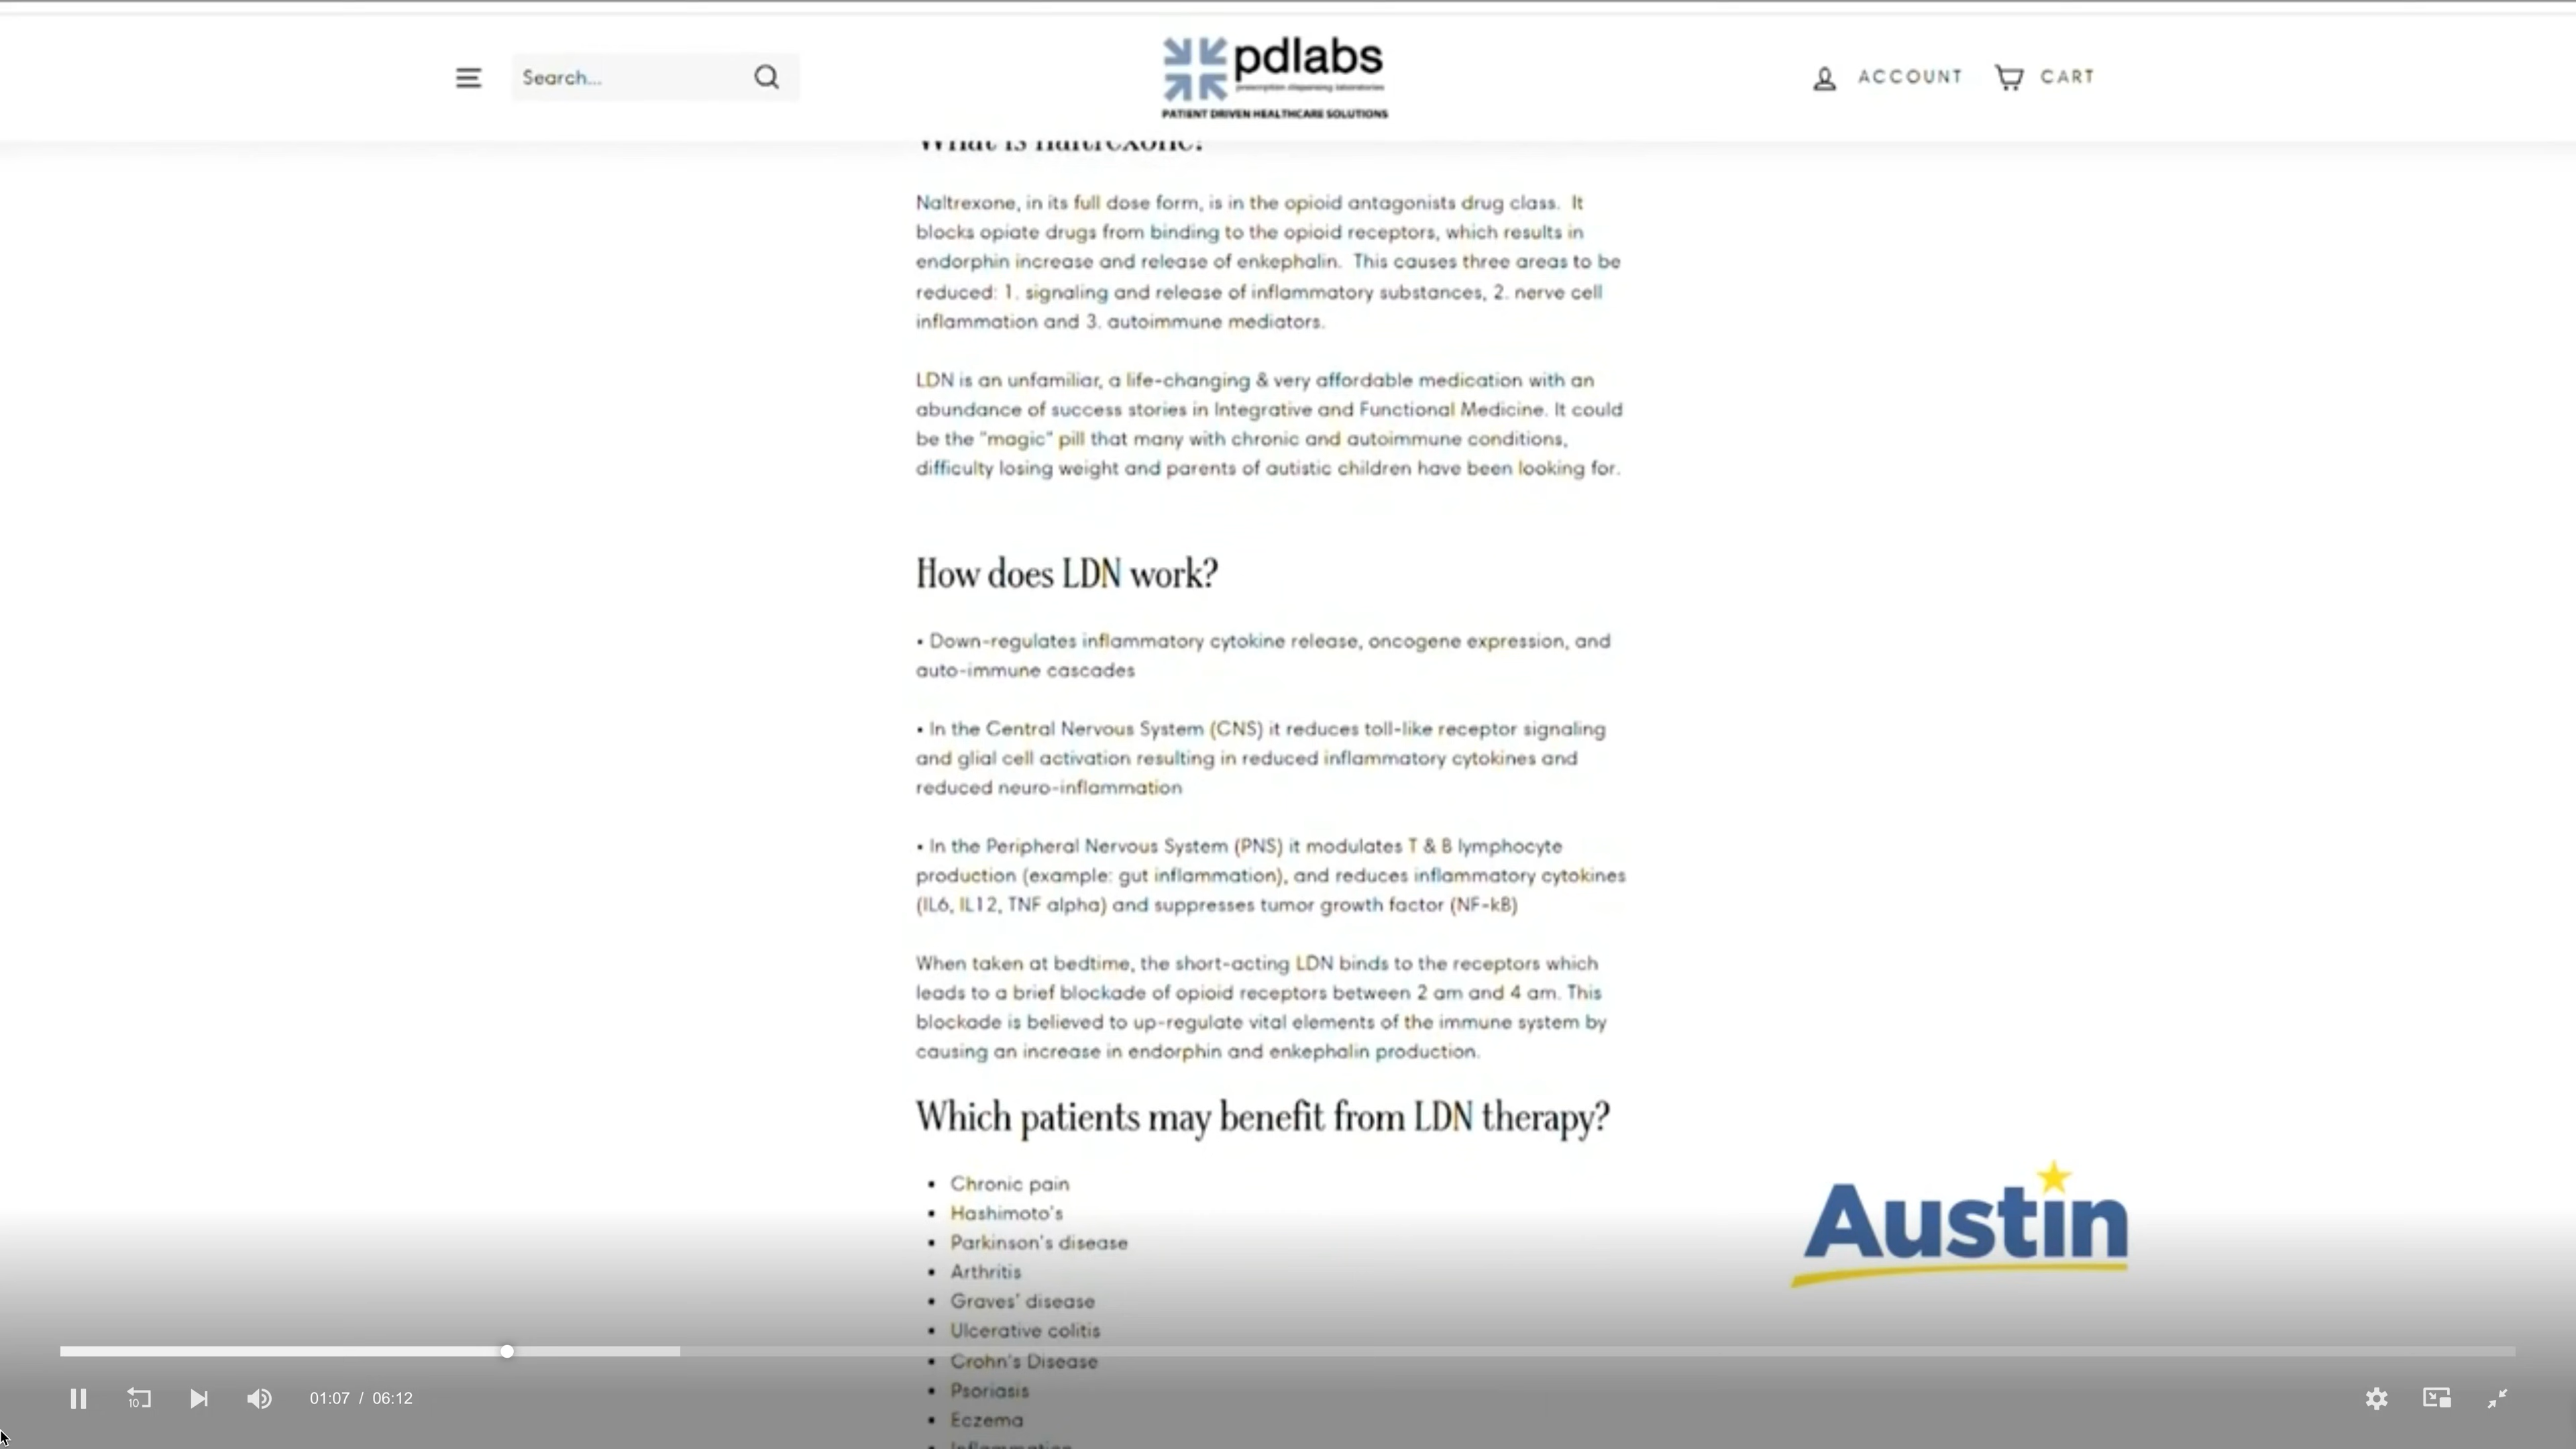 Search...
pdlabs
prescription dispensing laboratories
PATIENT DRIVEN HEALTHCARE SOLUTIONS
ACCOUNT
CART
What is naltrexone?
Naltrexone, in its full dose form, is in the opioid antagonists drug class. It
blocks opiate drugs from binding to the opioid receptors, which results in
endorphin increase and release of enkephalin. This causes three areas to be
reduced: 1. signaling and release of inflammatory substances, 2. nerve cell
inflammation and 3. autoimmune mediators.
LDN is an unfamiliar, a life-changing & very affordable medication with an
abundance of success stories in Integrative and Functional Medicine. It could
be the "magic" pill that many with chronic and autoimmune conditions,
difficulty losing weight and parents of autistic children have been looking for.
How does LDN work?
• Down-regulates inflammatory cytokine release, oncogene expression, and
auto-immune cascades
• In the Central Nervous System (CNS) it reduces toll-like receptor signaling
and glial cell activation resulting in reduced inflammatory cytokines and
reduced neuro-inflammation
• In the Peripheral Nervous System (PNS) it modulates T & B lymphocyte
production (example: gut inflammation), and reduces inflammatory cytokines
(IL6, IL12, TNF alpha) and suppresses tumor growth factor (NF-kB)
When taken at bedtime, the short-acting LDN binds to the receptors which
leads to a brief blockade of opioid receptors between 2 am and 4 am. This
blockade is believed to up-regulate vital elements of the immune system by
causing an increase in endorphin and enkephalin production.
Which patients may benefit from LDN therapy?
• Chronic pain
• Hashimoto's
• Parkinson's disease
• Arthritis
• Graves' disease
• Ulcerative colitis
• Crohn's Disease
• Psoriasis
• Eczema
• Inflammation
Austin
10
01:07 / 06:12